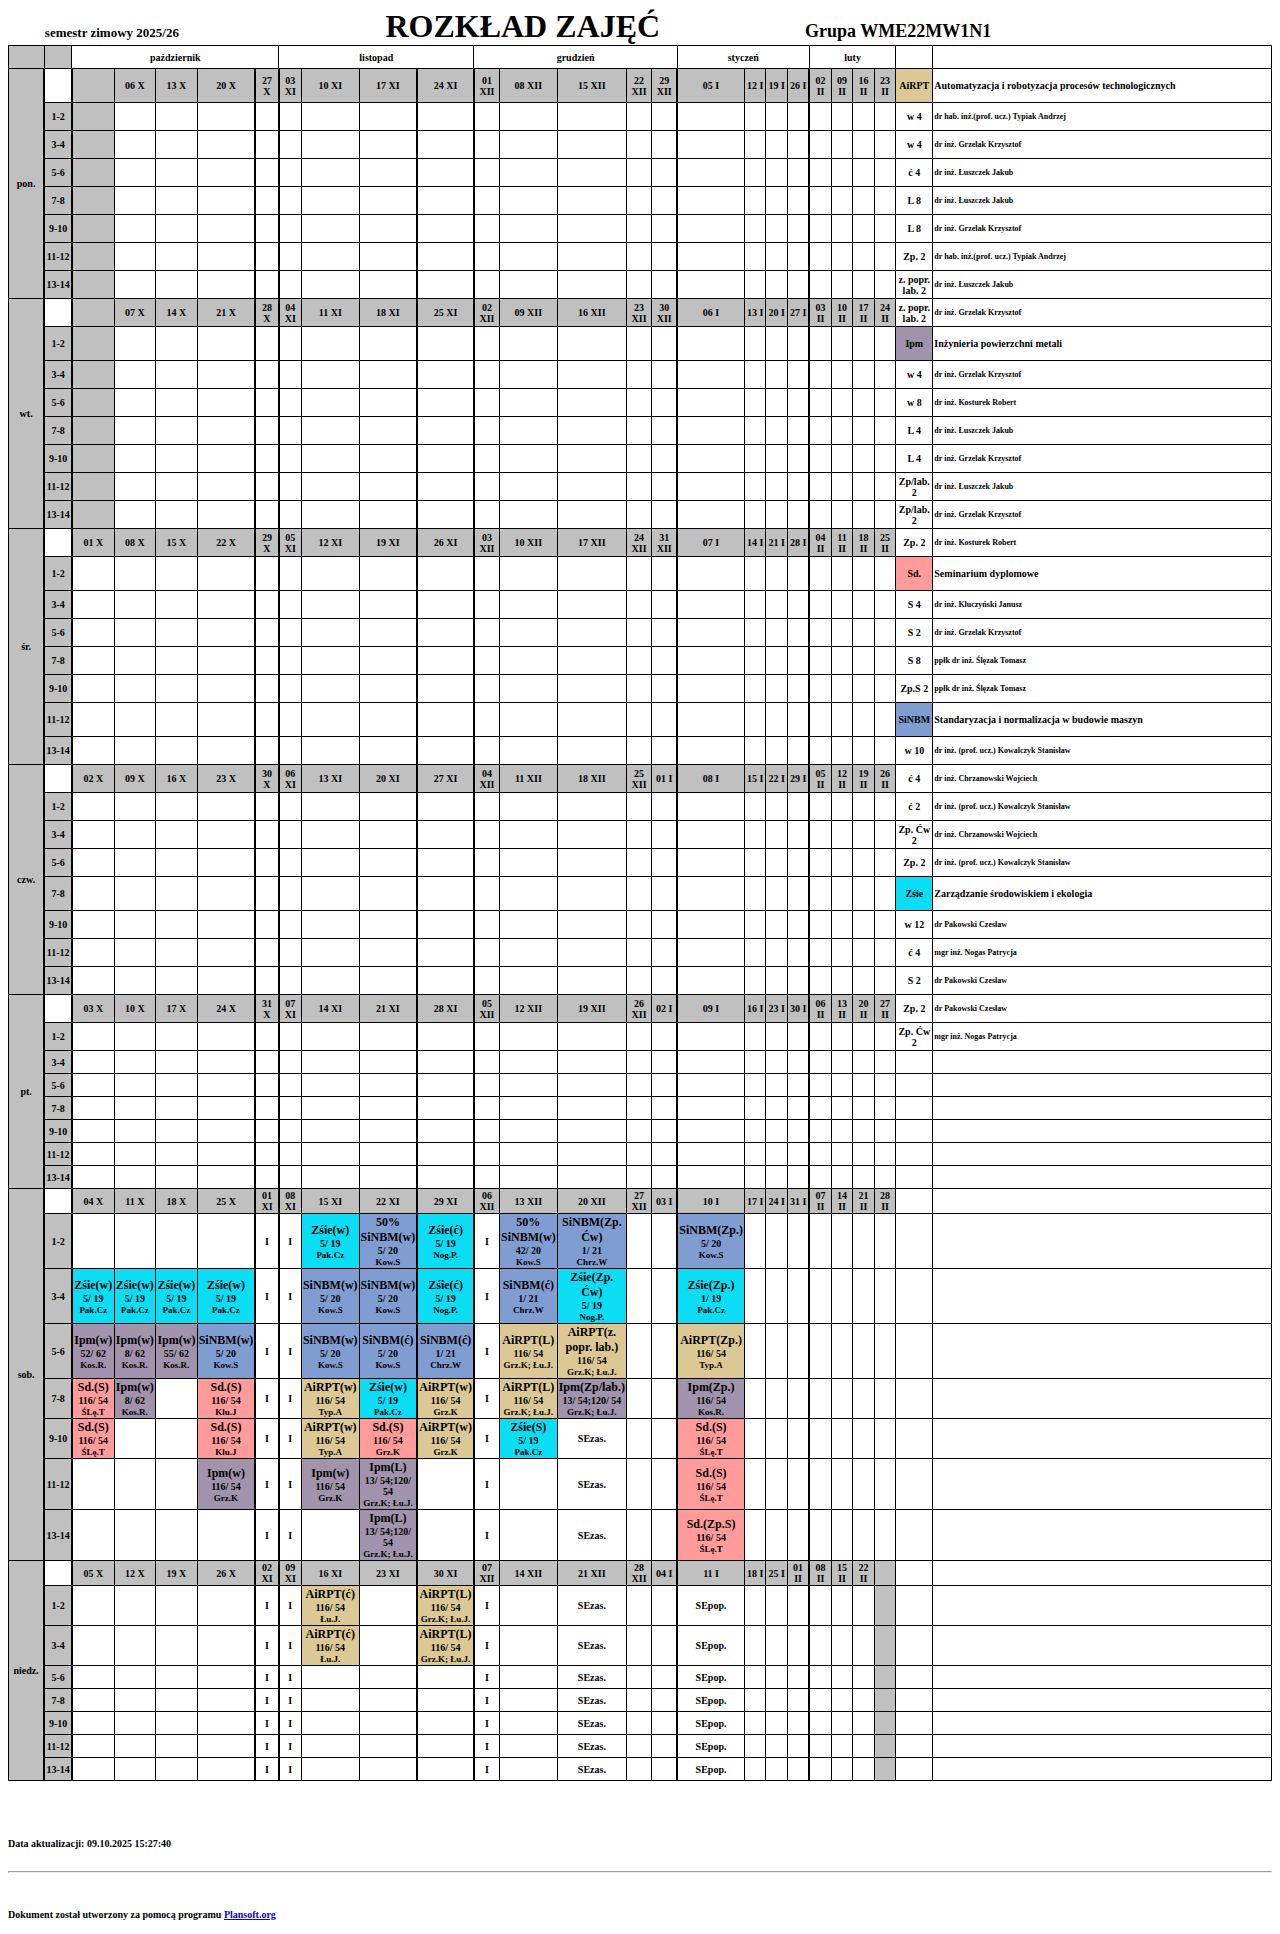 semestr zimowy 2025/26 ROZKŁAD ZAJĘĆ Grupa WME22MW1N1
październik listopad grudzień styczeń luty
pon. 06 X 13 X 20 X 27 X 03 XI 10 XI 17 XI 24 XI 01 XII 08 XII 15 XII 22 XII 29 XII 05 I 12 I 19 I 26 I 02 II 09 II 16 II 23 II AiRPT Automatyzacja i robotyzacja procesów technologicznych
1-2 w 4 dr hab. inż.(prof. ucz.) Typiak Andrzej
3-4 w 4 dr inż. Grzelak Krzysztof
5-6 ć 4 dr inż. Łuszczek Jakub
7-8 L 8 dr inż. Łuszczek Jakub
9-10 L 8 dr inż. Grzelak Krzysztof
11-12 Zp. 2 dr hab. inż.(prof. ucz.) Typiak Andrzej
13-14 z. popr. lab. 2 dr inż. Łuszczek Jakub
wt. 07 X 14 X 21 X 28 X 04 XI 11 XI 18 XI 25 XI 02 XII 09 XII 16 XII 23 XII 30 XII 06 I 13 I 20 I 27 I 03 II 10 II 17 II 24 II z. popr. lab. 2 dr inż. Grzelak Krzysztof
1-2 Ipm Inżynieria powierzchni metali
3-4 w 4 dr inż. Grzelak Krzysztof
5-6 w 8 dr inż. Kosturek Robert
7-8 L 4 dr inż. Łuszczek Jakub
9-10 L 4 dr inż. Grzelak Krzysztof
11-12 Zp/lab. 2 dr inż. Łuszczek Jakub
13-14 Zp/lab. 2 dr inż. Grzelak Krzysztof
śr. 01 X 08 X 15 X 22 X 29 X 05 XI 12 XI 19 XI 26 XI 03 XII 10 XII 17 XII 24 XII 31 XII 07 I 14 I 21 I 28 I 04 II 11 II 18 II 25 II Zp. 2 dr inż. Kosturek Robert
1-2 Sd. Seminarium dyplomowe
3-4 S 4 dr inż. Kluczyński Janusz
5-6 S 2 dr inż. Grzelak Krzysztof
7-8 S 8 ppłk dr inż. Ślęzak Tomasz
9-10 Zp.S 2 ppłk dr inż. Ślęzak Tomasz
11-12 SiNBM Standaryzacja i normalizacja w budowie maszyn
13-14 w 10 dr inż. (prof. ucz.) Kowalczyk Stanisław
czw. 02 X 09 X 16 X 23 X 30 X 06 XI 13 XI 20 XI 27 XI 04 XII 11 XII 18 XII 25 XII 01 I 08 I 15 I 22 I 29 I 05 II 12 II 19 II 26 II ć 4 dr inż. Chrzanowski Wojciech
1-2 ć 2 dr inż. (prof. ucz.) Kowalczyk Stanisław
3-4 Zp. Ćw 2 dr inż. Chrzanowski Wojciech
5-6 Zp. 2 dr inż. (prof. ucz.) Kowalczyk Stanisław
7-8 Zśie Zarządzanie środowiskiem i ekologia
9-10 w 12 dr Pakowski Czesław
11-12 ć 4 mgr inż. Nogas Patrycja
13-14 S 2 dr Pakowski Czesław
pt. 03 X 10 X 17 X 24 X 31 X 07 XI 14 XI 21 XI 28 XI 05 XII 12 XII 19 XII 26 XII 02 I 09 I 16 I 23 I 30 I 06 II 13 II 20 II 27 II Zp. 2 dr Pakowski Czesław
1-2 Zp. Ćw 2 mgr inż. Nogas Patrycja
3-4
5-6
7-8
9-10
11-12
13-14
sob. 04 X 11 X 18 X 25 X 01 XI 08 XI 15 XI 22 XI 29 XI 06 XII 13 XII 20 XII 27 XII 03 I 10 I 17 I 24 I 31 I 07 II 14 II 21 II 28 II
1-2 I I Zśie(w) 5/ 19 Pak.Cz 50% SiNBM(w) 5/ 20 Kow.S Zśie(ć) 5/ 19 Nog.P. I 50% SiNBM(w) 42/ 20 Kow.S SiNBM(Zp. Ćw) 1/ 21 Chrz.W SiNBM(Zp.) 5/ 20 Kow.S
3-4 Zśie(w) 5/ 19 Pak.Cz Zśie(w) 5/ 19 Pak.Cz Zśie(w) 5/ 19 Pak.Cz Zśie(w) 5/ 19 Pak.Cz I I SiNBM(w) 5/ 20 Kow.S SiNBM(w) 5/ 20 Kow.S Zśie(ć) 5/ 19 Nog.P. I SiNBM(ć) 1/ 21 Chrz.W Zśie(Zp. Ćw) 5/ 19 Nog.P. Zśie(Zp.) 1/ 19 Pak.Cz
5-6 Ipm(w) 52/ 62 Kos.R. Ipm(w) 8/ 62 Kos.R. Ipm(w) 55/ 62 Kos.R. SiNBM(w) 5/ 20 Kow.S I I SiNBM(w) 5/ 20 Kow.S SiNBM(ć) 5/ 20 Kow.S SiNBM(ć) 1/ 21 Chrz.W I AiRPT(L) 116/ 54 Grz.K; Łu.J. AiRPT(z. popr. lab.) 116/ 54 Grz.K; Łu.J. AiRPT(Zp.) 116/ 54 Typ.A
7-8 Sd.(S) 116/ 54 ŚLę.T Ipm(w) 8/ 62 Kos.R. Sd.(S) 116/ 54 Klu.J I I AiRPT(w) 116/ 54 Typ.A Zśie(w) 5/ 19 Pak.Cz AiRPT(w) 116/ 54 Grz.K I AiRPT(L) 116/ 54 Grz.K; Łu.J. Ipm(Zp/lab.) 13/ 54;120/ 54 Grz.K; Łu.J. Ipm(Zp.) 116/ 54 Kos.R.
9-10 Sd.(S) 116/ 54 ŚLę.T Sd.(S) 116/ 54 Klu.J I I AiRPT(w) 116/ 54 Typ.A Sd.(S) 116/ 54 Grz.K AiRPT(w) 116/ 54 Grz.K I Zśie(S) 5/ 19 Pak.Cz SEzas. Sd.(S) 116/ 54 ŚLę.T
11-12 Ipm(w) 116/ 54 Grz.K I I Ipm(w) 116/ 54 Grz.K Ipm(L) 13/ 54;120/ 54 Grz.K; Łu.J. I SEzas. Sd.(S) 116/ 54 ŚLę.T
13-14 I I Ipm(L) 13/ 54;120/ 54 Grz.K; Łu.J. I SEzas. Sd.(Zp.S) 116/ 54 ŚLę.T
niedz. 05 X 12 X 19 X 26 X 02 XI 09 XI 16 XI 23 XI 30 XI 07 XII 14 XII 21 XII 28 XII 04 I 11 I 18 I 25 I 01 II 08 II 15 II 22 II
1-2 I I AiRPT(ć) 116/ 54 Łu.J. AiRPT(L) 116/ 54 Grz.K; Łu.J. I SEzas. SEpop.
3-4 I I AiRPT(ć) 116/ 54 Łu.J. AiRPT(L) 116/ 54 Grz.K; Łu.J. I SEzas. SEpop.
5-6 I I I SEzas. SEpop.
7-8 I I I SEzas. SEpop.
9-10 I I I SEzas. SEpop.
11-12 I I I SEzas. SEpop.
13-14 I I I SEzas. SEpop.
Data aktualizacji: 09.10.2025 15:27:40
Dokument został utworzony za pomocą programu Plansoft.org